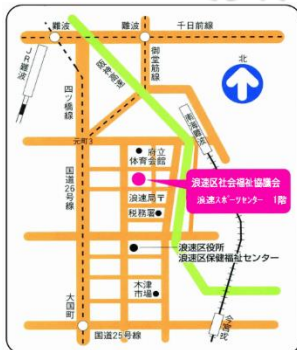 難波
難波
千日前線
JR難波
四ツ橋線
阪神高速
御堂筋線
北
南海難波
元町3
府立
体育会館
浪速区社会福祉協議会
浪速スポーツセンター 1階
国道26号線
浪速局〒
税務署
浪速区役所
浪速区保健福祉センター
木津
市場
大国町
今宮戎
国道25号線